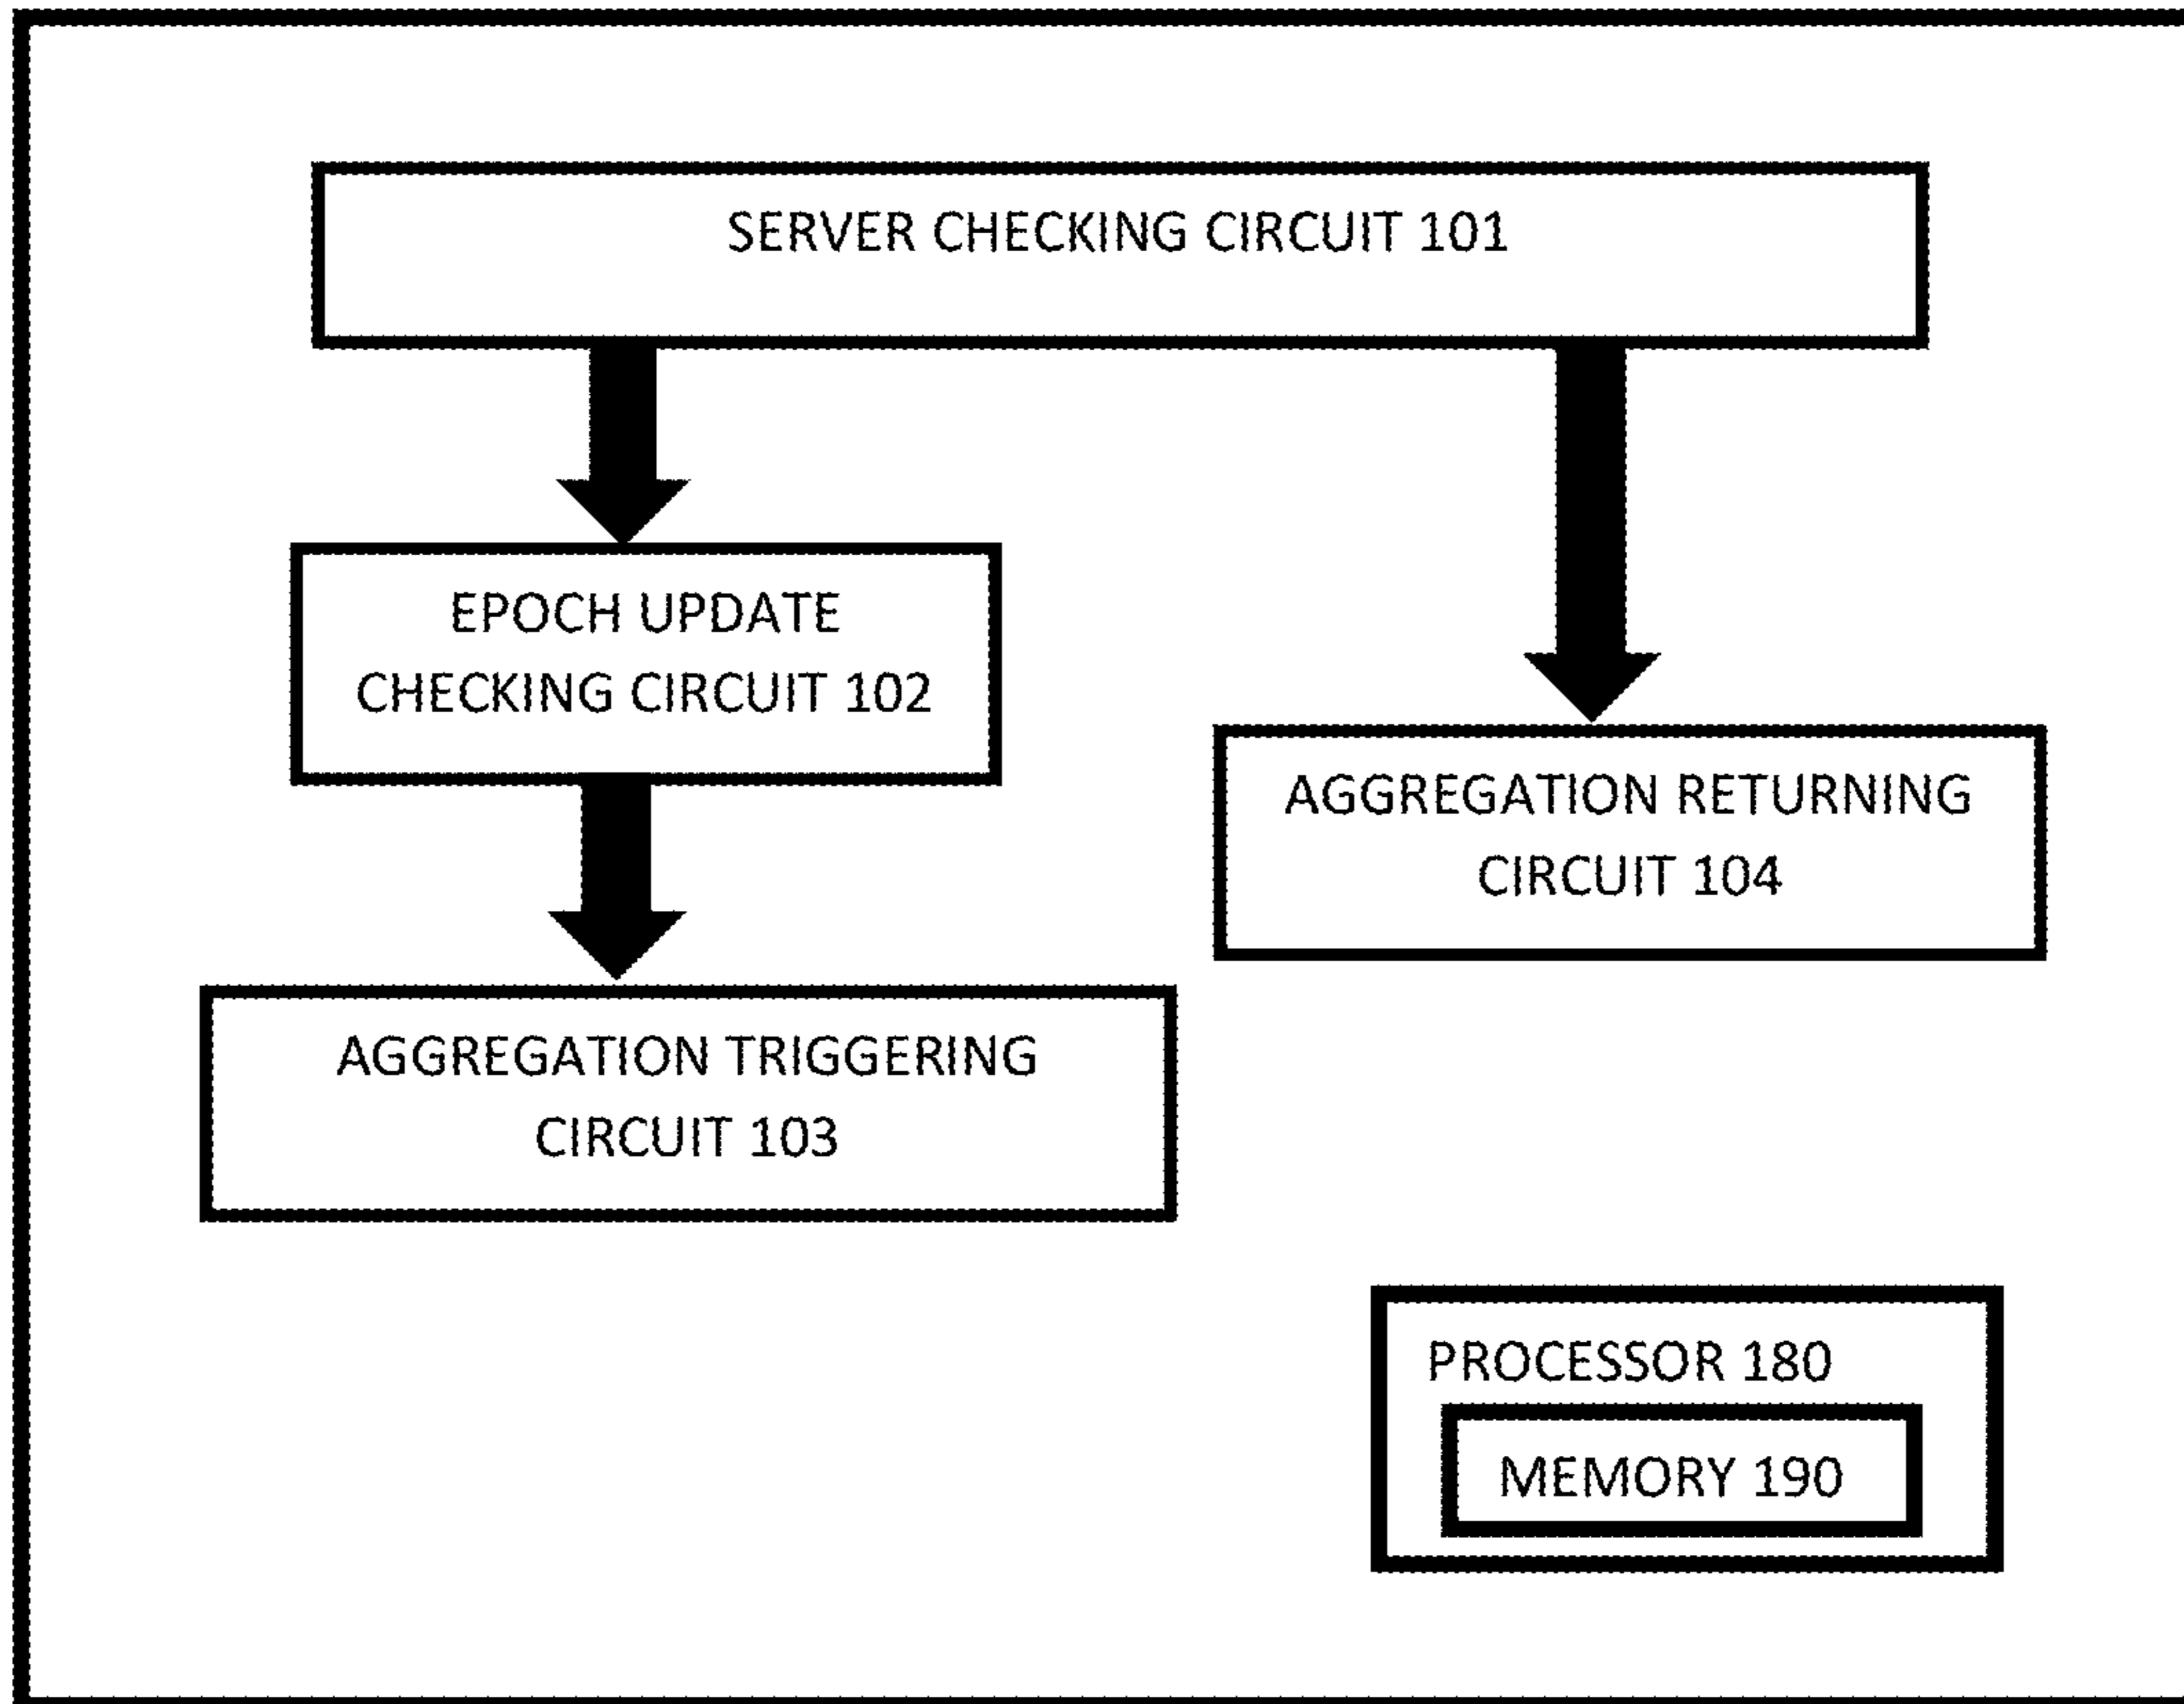 SERVER CHECKING CIRCUIT 101
EPOCH UPDATE
CHECKING CIRCUIT 102
AGGREGATION RETURNING
CIRCUIT 104
AGGREGATION TRIGGERING
CIRCUIT 103
PROCESSOR 180
MEMORY 190